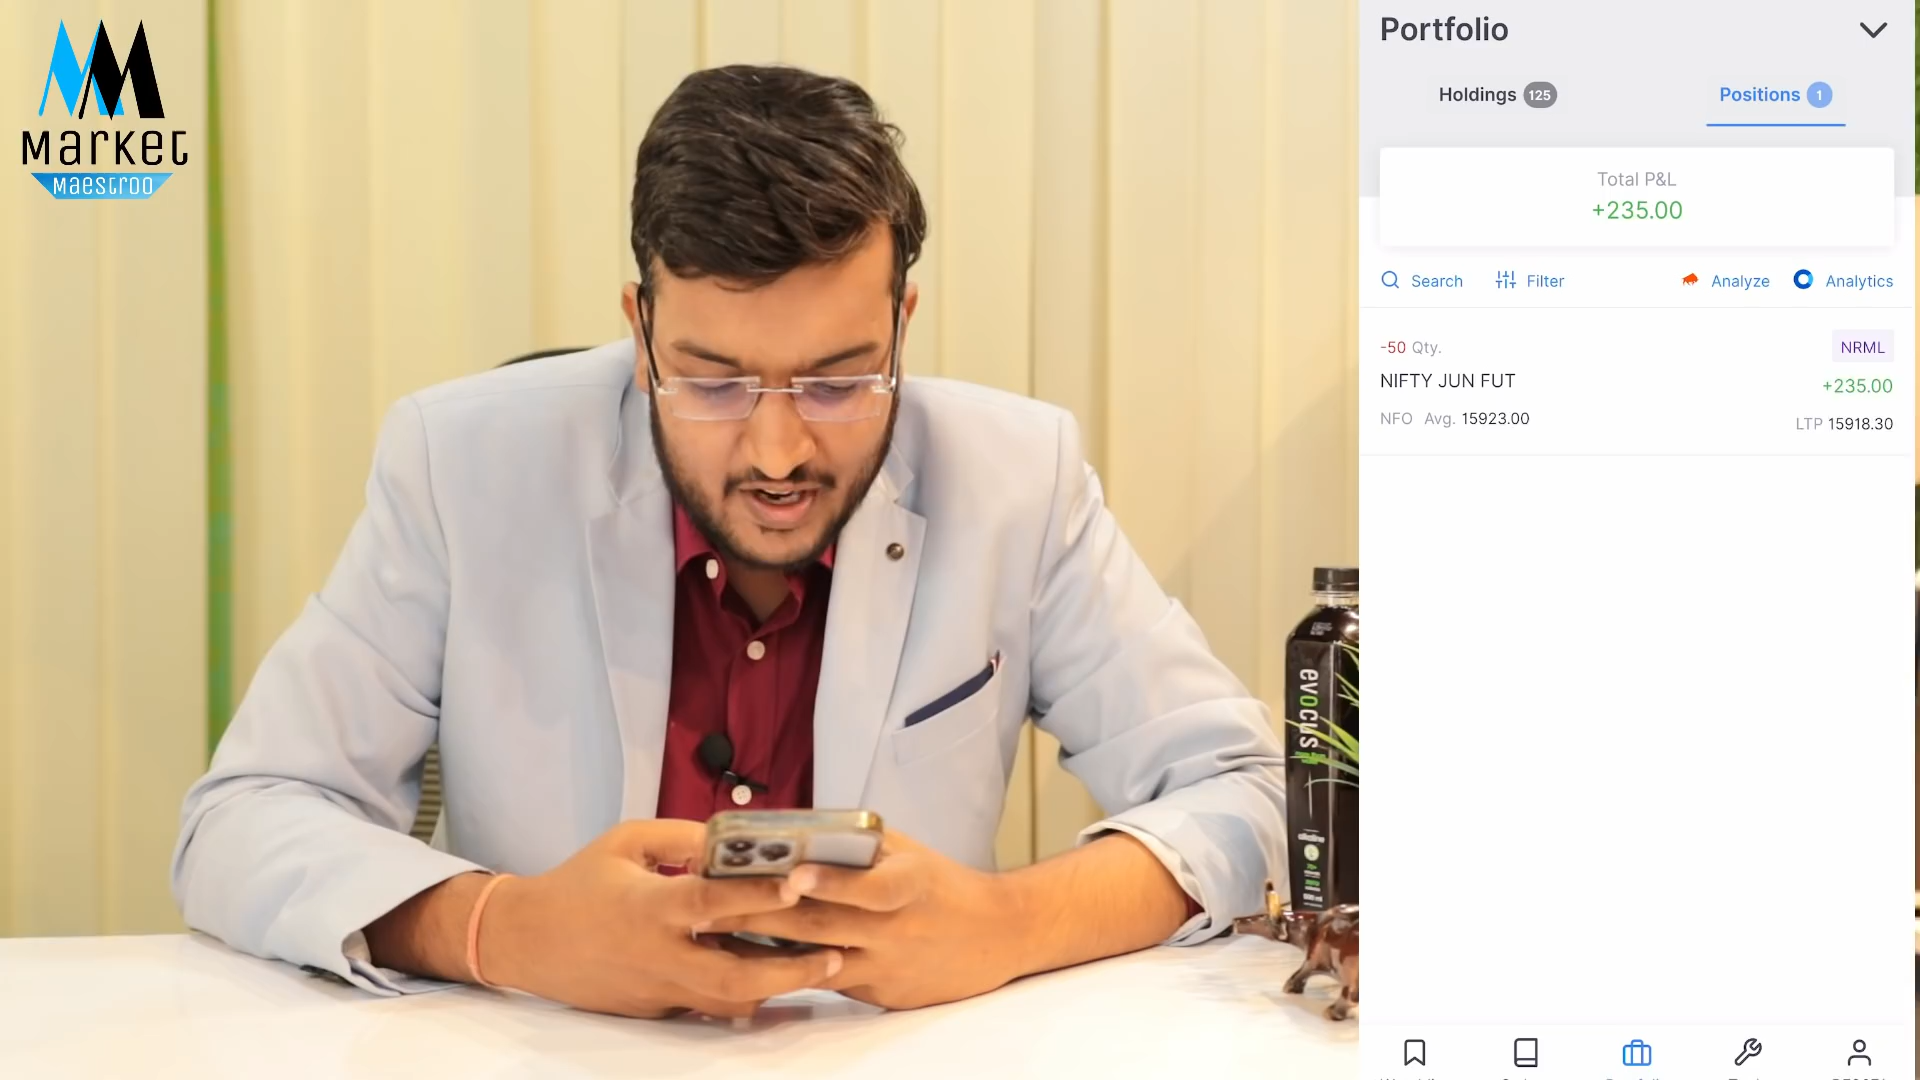 Market
Maestroo
Portfolio
Holdings 125
Positions 1
Total P&L
+235.00
Search
Filter
Analyze
Analytics
-50 Qty.
NRML
NIFTY JUN FUT
+235.00
NFO Avg. 15923.00
LTP 15918.30
evocus